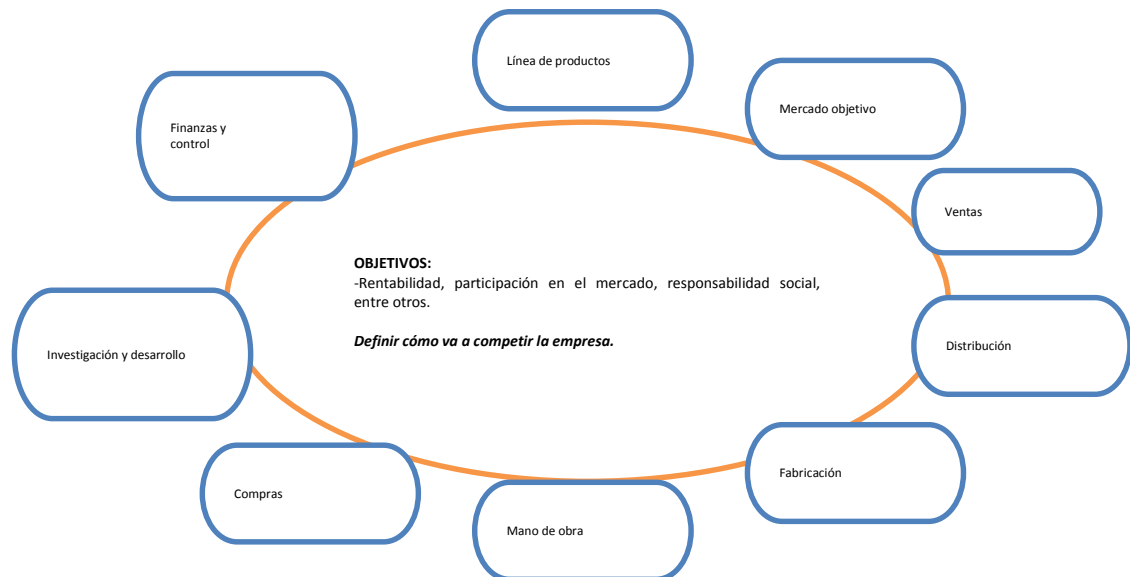 Línea de productos
Mercado objetivo
Finanzas y
control
Ventas
OBJETIVOS:
-Rentabilidad, participación en el mercado, responsabilidad social,
entre otros.
Definir cómo va a competir la empresa.
Investigación y desarrollo
Distribución
Fabricación
Compras
Mano de obra